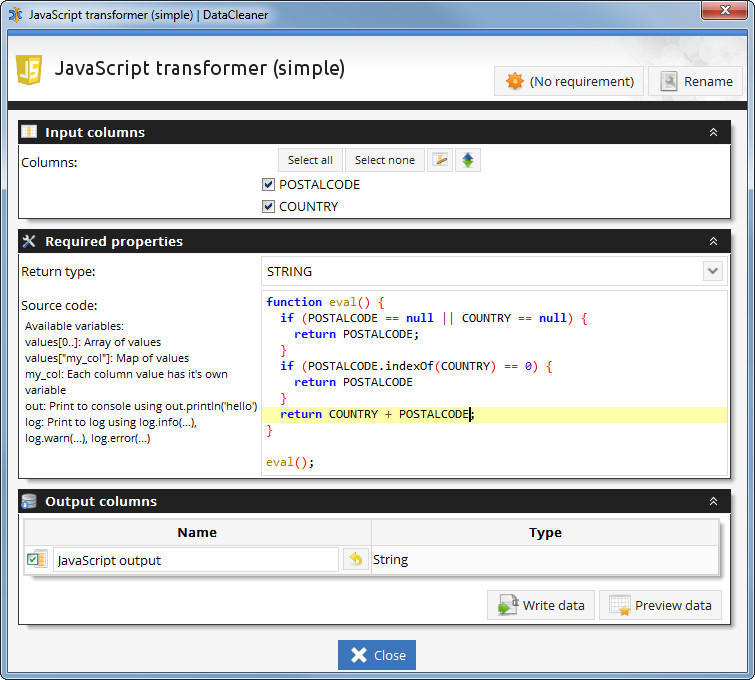 JavaScript transformer (simple) | DataCleaner
JS
JavaScript transformer (simple)
(No requirement)
Rename
Input columns
Columns:
Select all
Select none
POSTALCODE
COUNTRY
Required properties
Return type:
STRING
Source code:
Available variables:
values[0..]: Array of values
values["my_col"]: Map of values
my_col: Each column value has it's own
variable
out: Print to console using out.println('hello')
log: Print to log using log.info(...),
log.warn(...), log.error(...)
function eval() {
if (POSTALCODE == null || COUNTRY == null) {
return POSTALCODE;
}
if (POSTALCODE.indexOf(COUNTRY) == 0) {
return POSTALCODE
}
return COUNTRY + POSTALCODE;
}
eval();
Output columns
Name
Type
JavaScript output
String
Write data
Preview data
Close